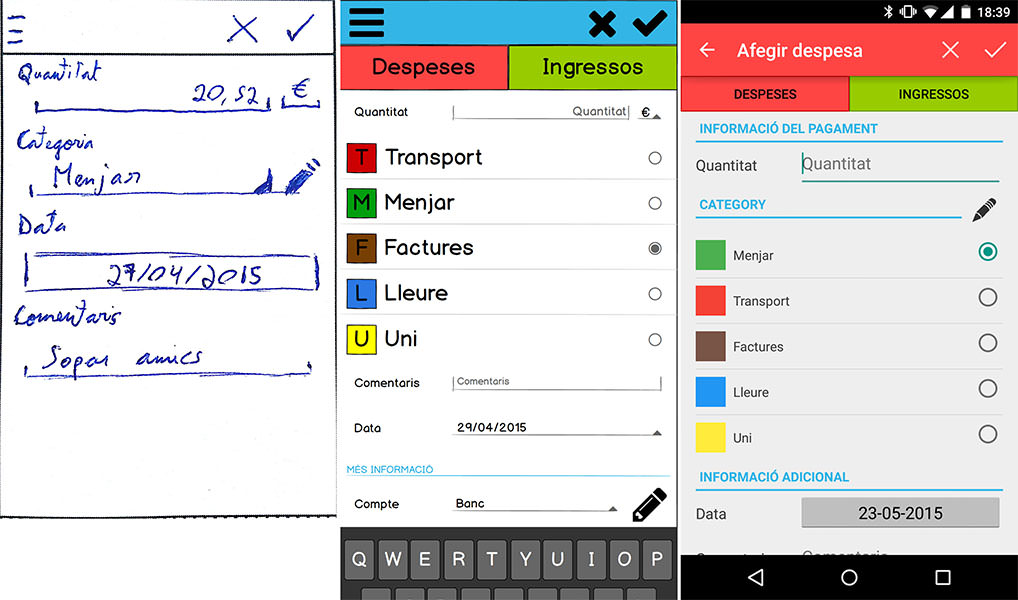 Quantitat
20,52 €
Categoria
Menjar
Data
27/04/2015
Comentaris
Sopar amics
Despeses Ingressos
Quantitat Quantitat €
T Transport
M Menjar
F Factures
L Lleure
U Uni
Comentaris Comentaris
Data 29/04/2015
MÉS INFORMACIÓ
Compte Banc
Q W E R T Y U I O P
18:39
Afegir despesa
DESPESES INGRESSOS
INFORMACIÓ DEL PAGAMENT
Quantitat Quantitat
CATEGORY
Menjar
Transport
Factures
Lleure
Uni
INFORMACIÓ ADICIONAL
Data 23-05-2015